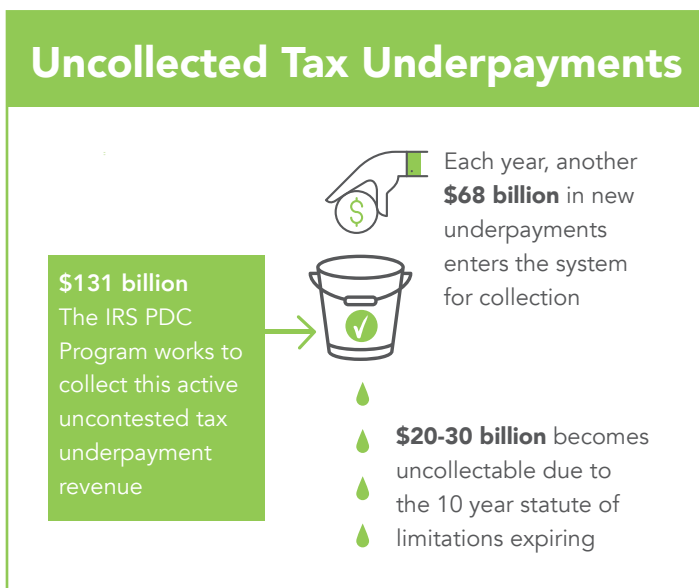 Uncollected Tax Underpayments
Each year, another
$68 billion in new
underpayments
enters the system
for collection
$
$131 billion
The IRS PDC
Program works to
collect this active
uncontested tax
underpayment
revenue
$20-30 billion becomes
uncollectable due to
the 10 year statute of
limitations expiring